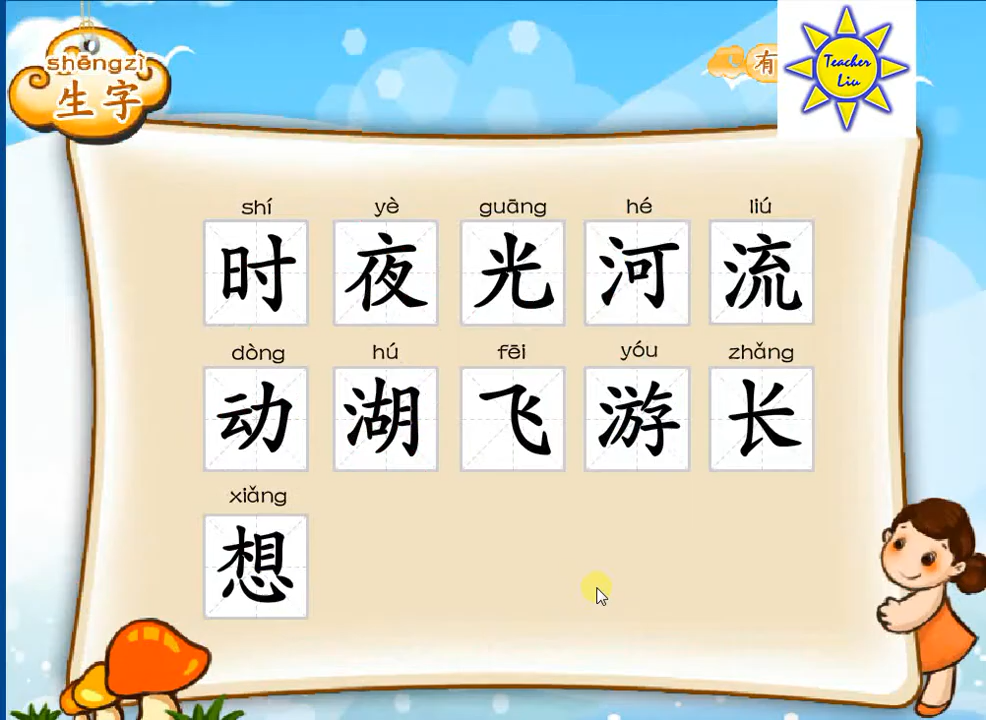 shēngzì
生字
有
Teacher
Liu
shí yè guāng hé liú
时 夜 光 河 流
dòng hú fēi yóu zhǎng
动 湖 飞 游 长
xiǎng
想